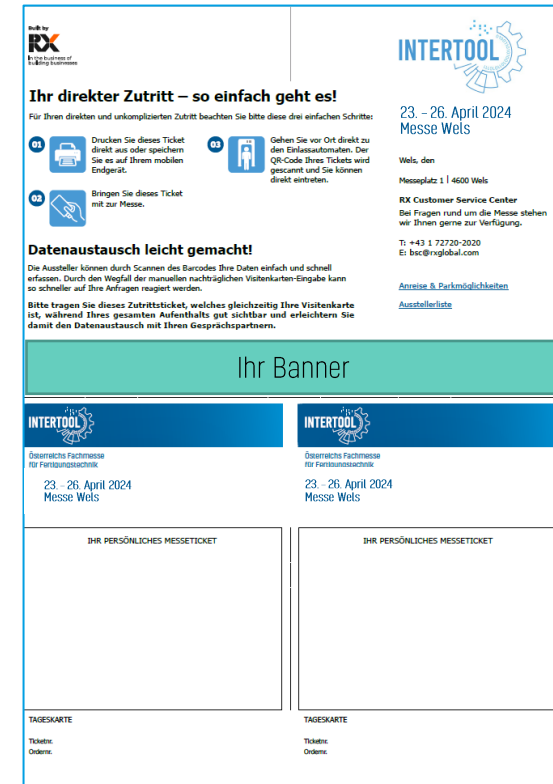 Built by
RX
In the business of
building businesses
INTERTOOL
23. – 26. April 2024
Messe Wels
Ihr direkter Zutritt – so einfach geht es!
Für Ihren direkten und unkomplizierten Zutritt beachten Sie bitte diese drei einfachen Schritte:
01
Drucken Sie dieses Ticket
direkt aus oder speichern
Sie es auf Ihrem mobilen
Endgerät.
02
Bringen Sie dieses Ticket
mit zur Messe.
03
Gehen Sie vor Ort direkt zu
den Einlassautomaten. Der
QR-Code Ihres Tickets wird
gescannt und Sie können
direkt eintreten.
Wels, den
Messeplatz 1 | 4600 Wels
RX Customer Service Center
Bei Fragen rund um die Messe stehen
wir Ihnen gerne zur Verfügung.
T: +43 1 72720-2020
E: bsc@rxglobal.com
Anreise & Parkmöglichkeiten
Ausstellerliste
Datenaustausch leicht gemacht!
Die Aussteller können durch Scannen des Barcodes Ihre Daten einfach und schnell
erfassen. Durch den Wegfall der manuellen nachträglichen Visitenkarten-Eingabe kann
so schneller auf Ihre Anfragen reagiert werden.
Bitte tragen Sie dieses Zutrittsticket, welches gleichzeitig Ihre Visitenkarte
ist, während Ihres gesamten Aufenthalts gut sichtbar und erleichtern Sie
damit den Datenaustausch mit Ihren Gesprächspartnern.
Ihr Banner
INTERTOOL
Österreichs Fachmesse
für Fertigungstechnik
23. – 26. April 2024
Messe Wels
IHR PERSÖNLICHES MESSETICKET
TAGESKARTE
Ticketnr.
Ordernr.
INTERTOOL
Österreichs Fachmesse
für Fertigungstechnik
23. – 26. April 2024
Messe Wels
IHR PERSÖNLICHES MESSETICKET
TAGESKARTE
Ticketnr.
Ordernr.